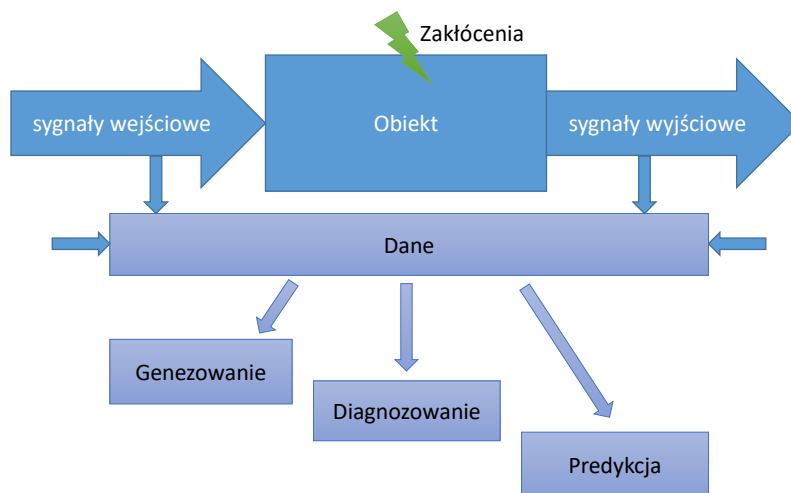 Zakłócenia
sygnały wejściowe
Obiekt
sygnały wyjściowe
Dane
Genezowanie
Diagnozowanie
Predykcja